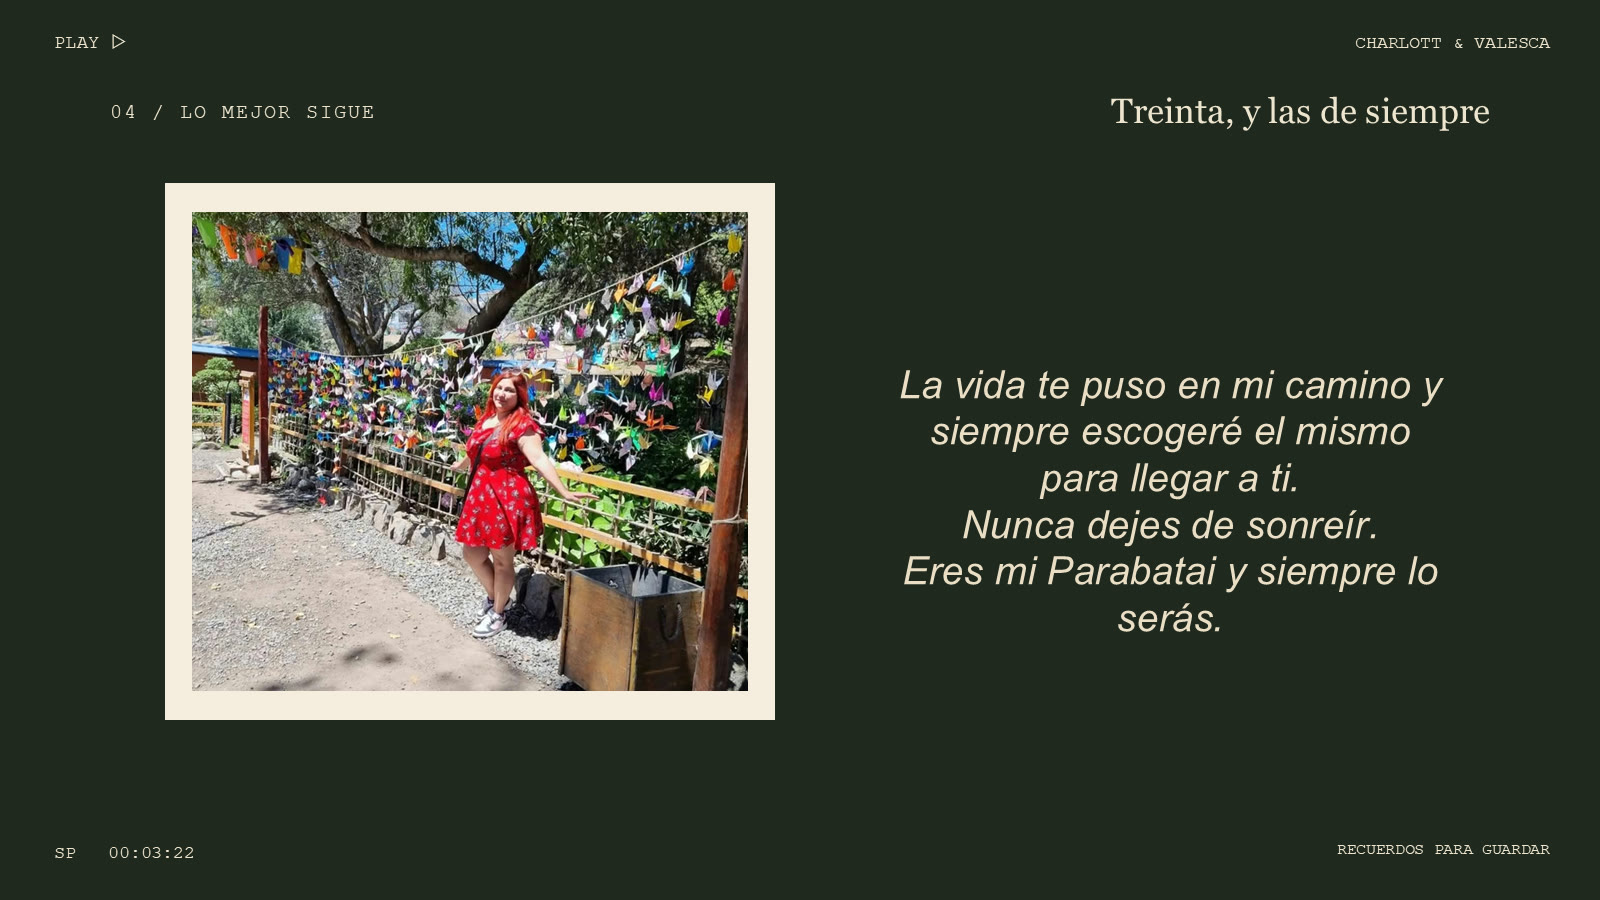 PLAY ▷
CHARLOTT & VALESCA
04 / LO MEJOR SIGUE
Treinta, y las de siempre
La vida te puso en mi camino y
siempre escogeré el mismo
para llegar a ti.
Nunca dejes de sonreír.
Eres mi Parabatai y siempre lo
serás.
SP 00:03:22
RECUERDOS PARA GUARDAR